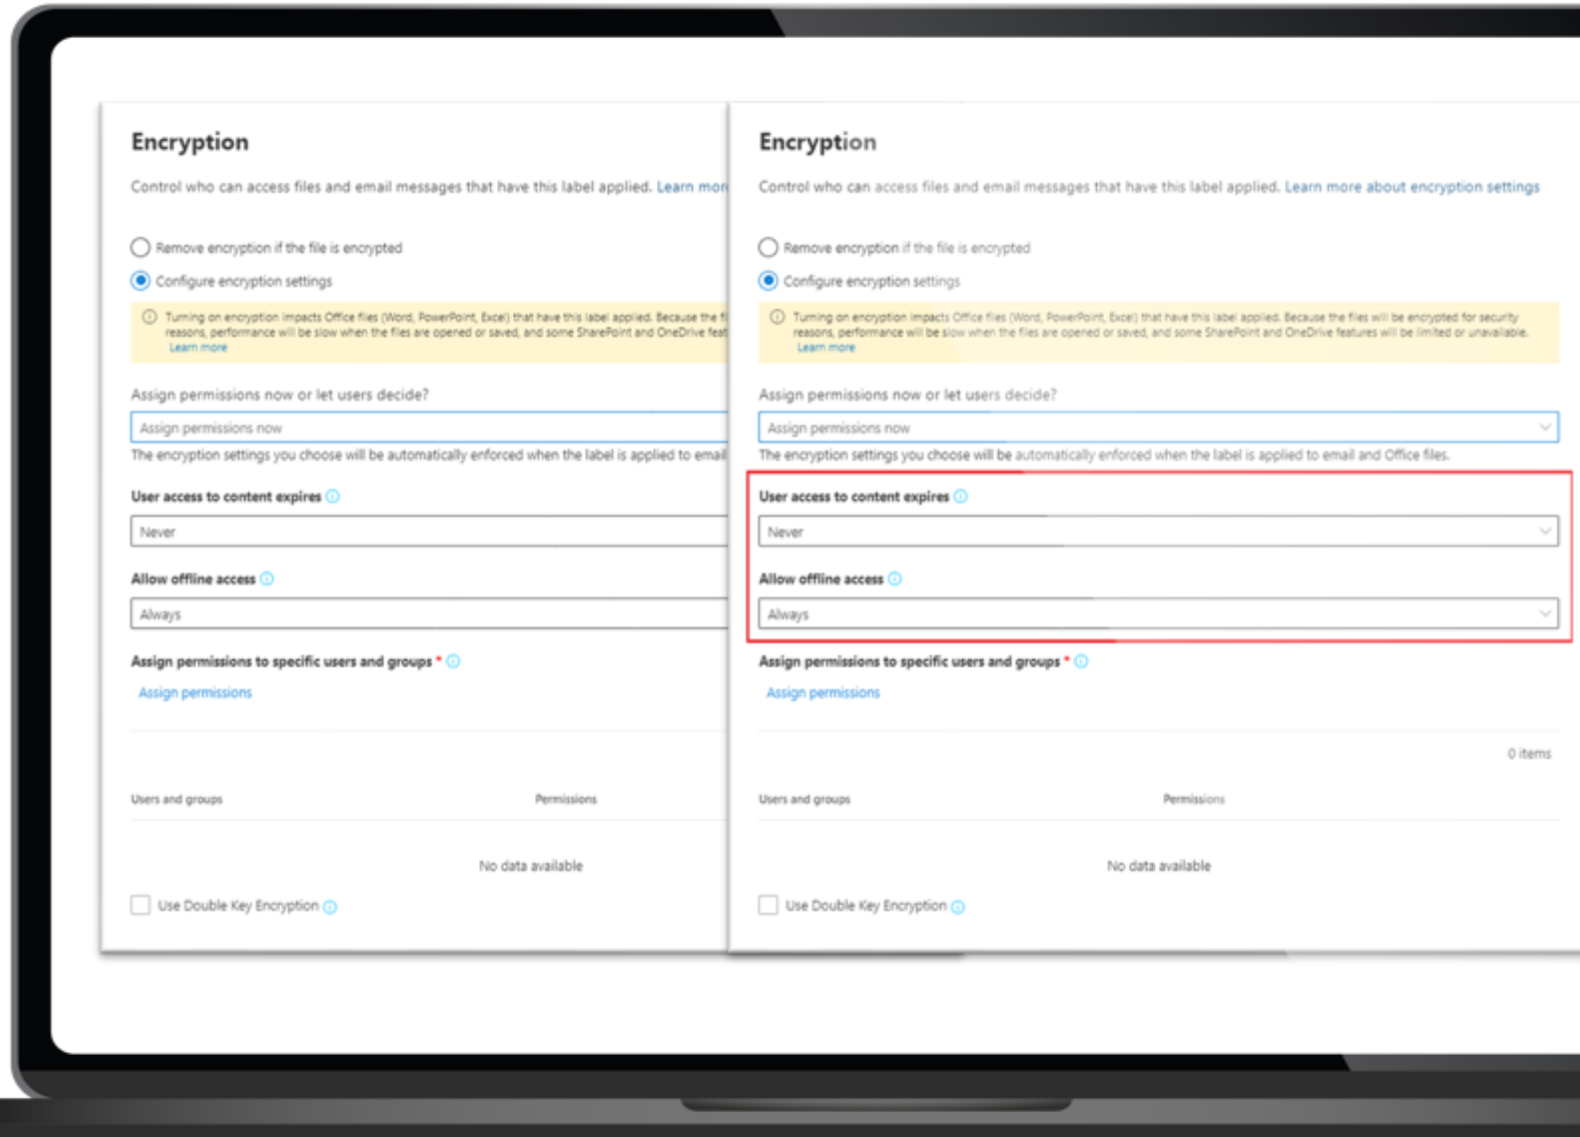 Encryption
Control who can access files and email messages that have this label applied. Learn mor
Remove encryption if the file is encrypted
Configure encryption settings
Turning on encryption impacts Office files (Word, PowerPoint, Excel) that have this label applied. Because the fi
reasons, performance will be slow when the files are opened or saved, and some SharePoint and OneDrive feat
Learn more
Assign permissions now or let users decide?
Assign permissions now
The encryption settings you choose will be automatically enforced when the label is applied to email
User access to content expires
Never
Allow offline access
Always
Assign permissions to specific users and groups *
Assign permissions
Users and groups Permissions
No data available
Use Double Key Encryption
Encryption
Control who can access files and email messages that have this label applied. Learn more about encryption settings
Remove encryption if the file is encrypted
Configure encryption settings
Turning on encryption impacts Office files (Word, PowerPoint, Excel) that have this label applied. Because the files will be encrypted for security
reasons, performance will be slow when the files are opened or saved, and some SharePoint and OneDrive features will be limited or unavailable.
Learn more
Assign permissions now or let users decide?
Assign permissions now
The encryption settings you choose will be automatically enforced when the label is applied to email and Office files.
User access to content expires
Never
Allow offline access
Always
Assign permissions to specific users and groups *
Assign permissions
0 items
Users and groups Permissions
No data available
Use Double Key Encryption